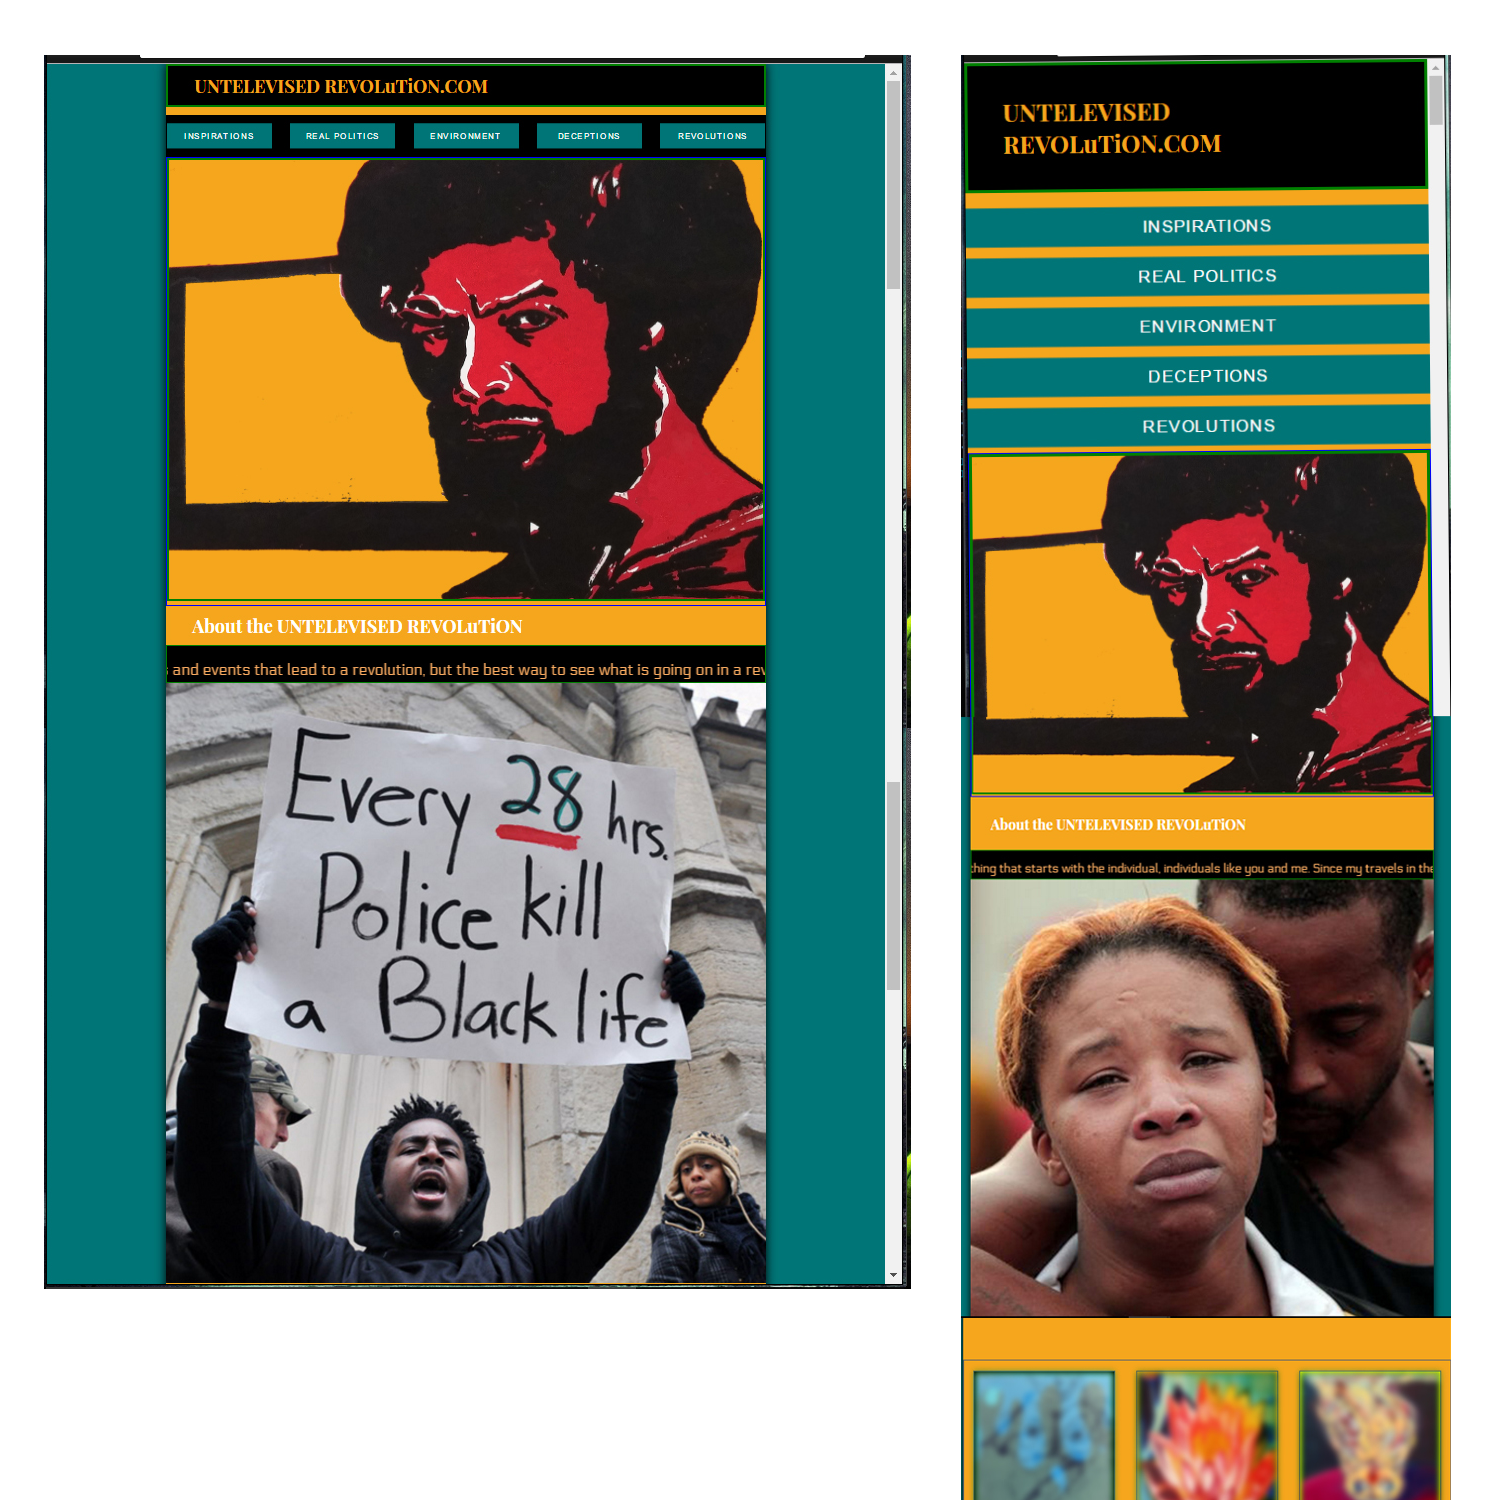 UNTELEVISED REVOLuTiON.COM
INSPIRATIONS
REAL POLITICS
ENVIRONMENT
DECEPTIONS
REVOLUTIONS
About the UNTELEVISED REVOLuTiON
and events that lead to a revolution, but the best way to see what is going on in a rev
Every 28 hrs.
Police kill
a Black life
UNTELEVISED
REVOLuTiON.COM
INSPIRATIONS
REAL POLITICS
ENVIRONMENT
DECEPTIONS
REVOLUTIONS
About the UNTELEVISED REVOLuTiON
thing that starts with the individual, individuals like you and me. Since my travels in the